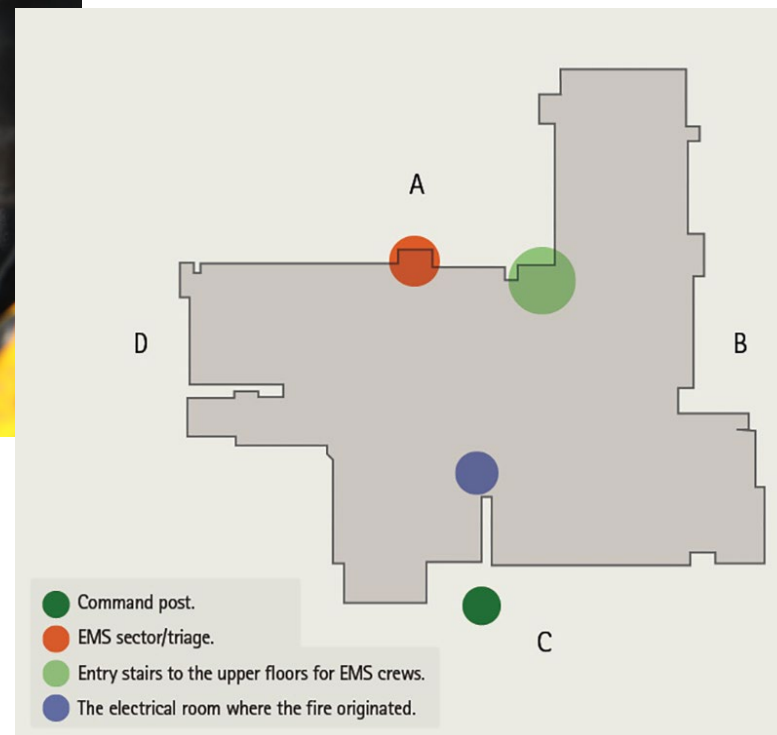 A
D
B
C
Command post.
EMS sector/triage.
Entry stairs to the upper floors for EMS crews.
The electrical room where the fire originated.